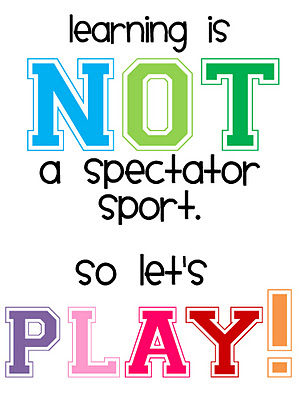 learning is
NOT
a spectator
sport.
so let's
PLAY!